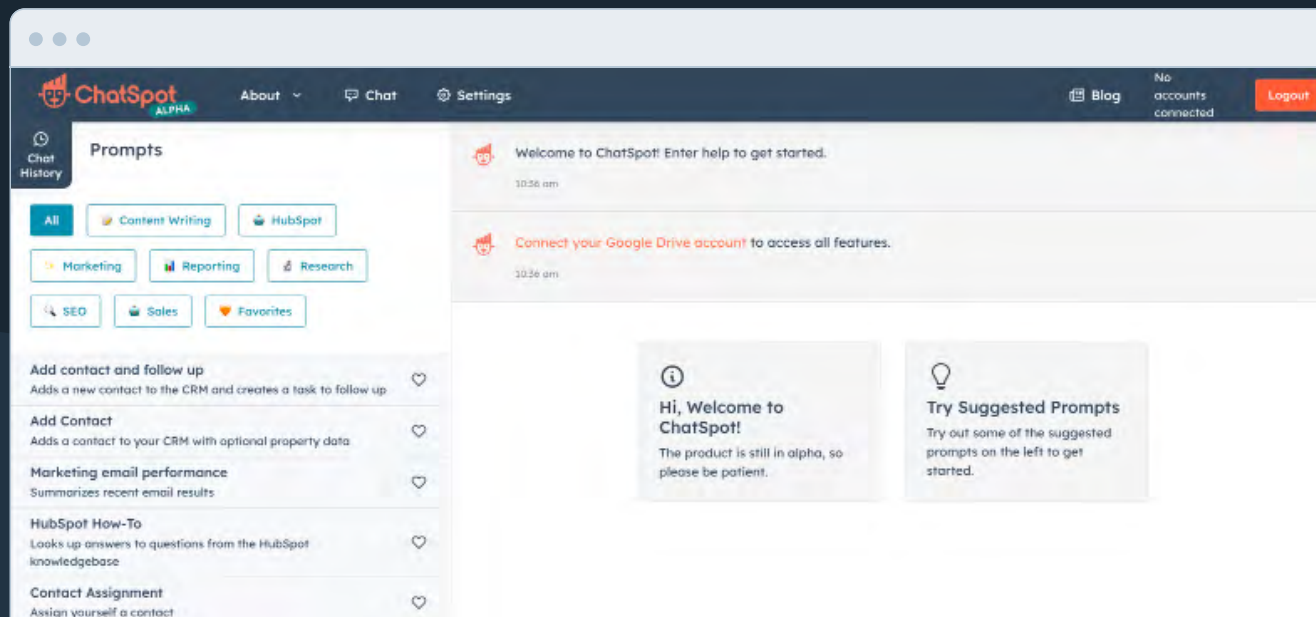 ChatSpot
ALPHA
About
Chat
Settings
Blog
No
accounts
connected
Logout
Chat
History
Prompts
All
Content Writing
HubSpot
Marketing
Reporting
Research
SEO
Sales
Favorites
Add contact and follow up
Adds a new contact to the CRM and creates a task to follow up
Add Contact
Adds a contact to your CRM with optional property data
Marketing email performance
Summarizes recent email results
HubSpot How-To
Looks up answers to questions from the HubSpot
knowledgebase
Contact Assignment
Assign yourself a contact
Welcome to ChatSpot! Enter help to get started.
10:36 am
Connect your Google Drive account to access all features.
10:36 am
Hi, Welcome to
ChatSpot!
The product is still in alpha, so
please be patient.
Try Suggested Prompts
Try out some of the suggested
prompts on the left to get
started.